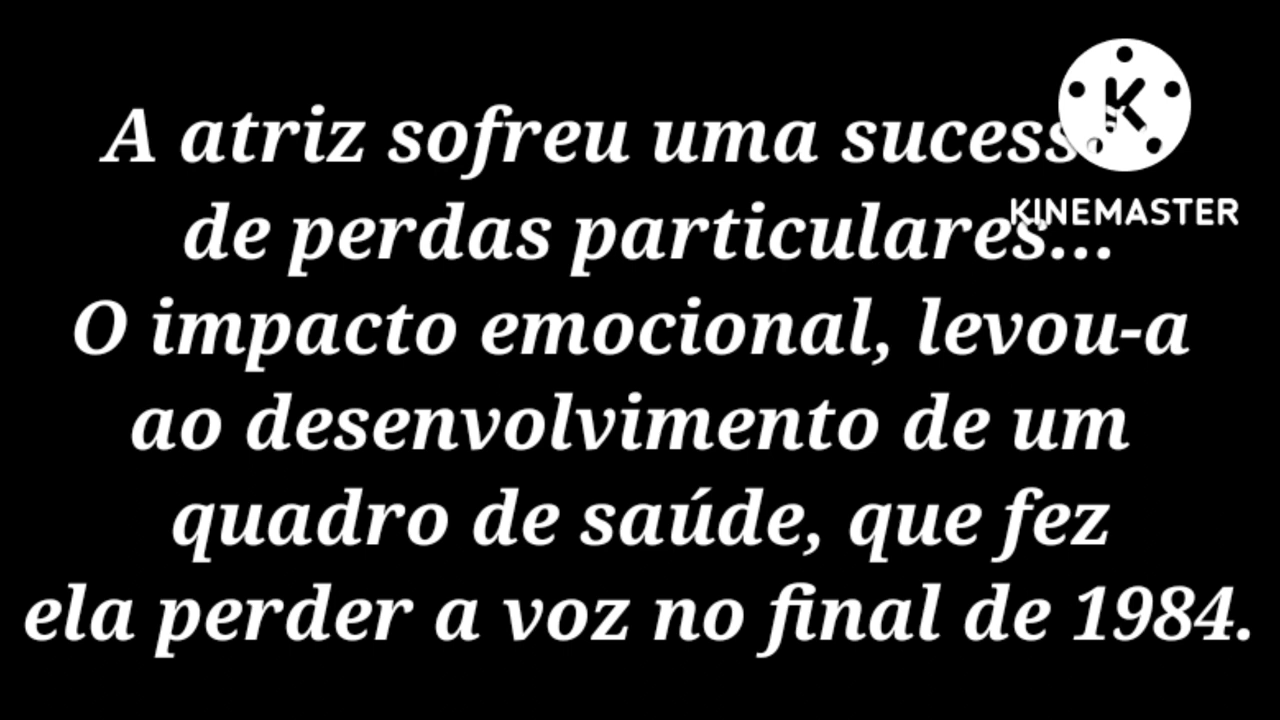 A atriz sofreu uma
de perdas particulares...
O impacto emocional, levou-a
ao desenvolvimento de um
quadro de saúde, que fez
ela perder a voz no final de 1984.
K
KINEMASTER